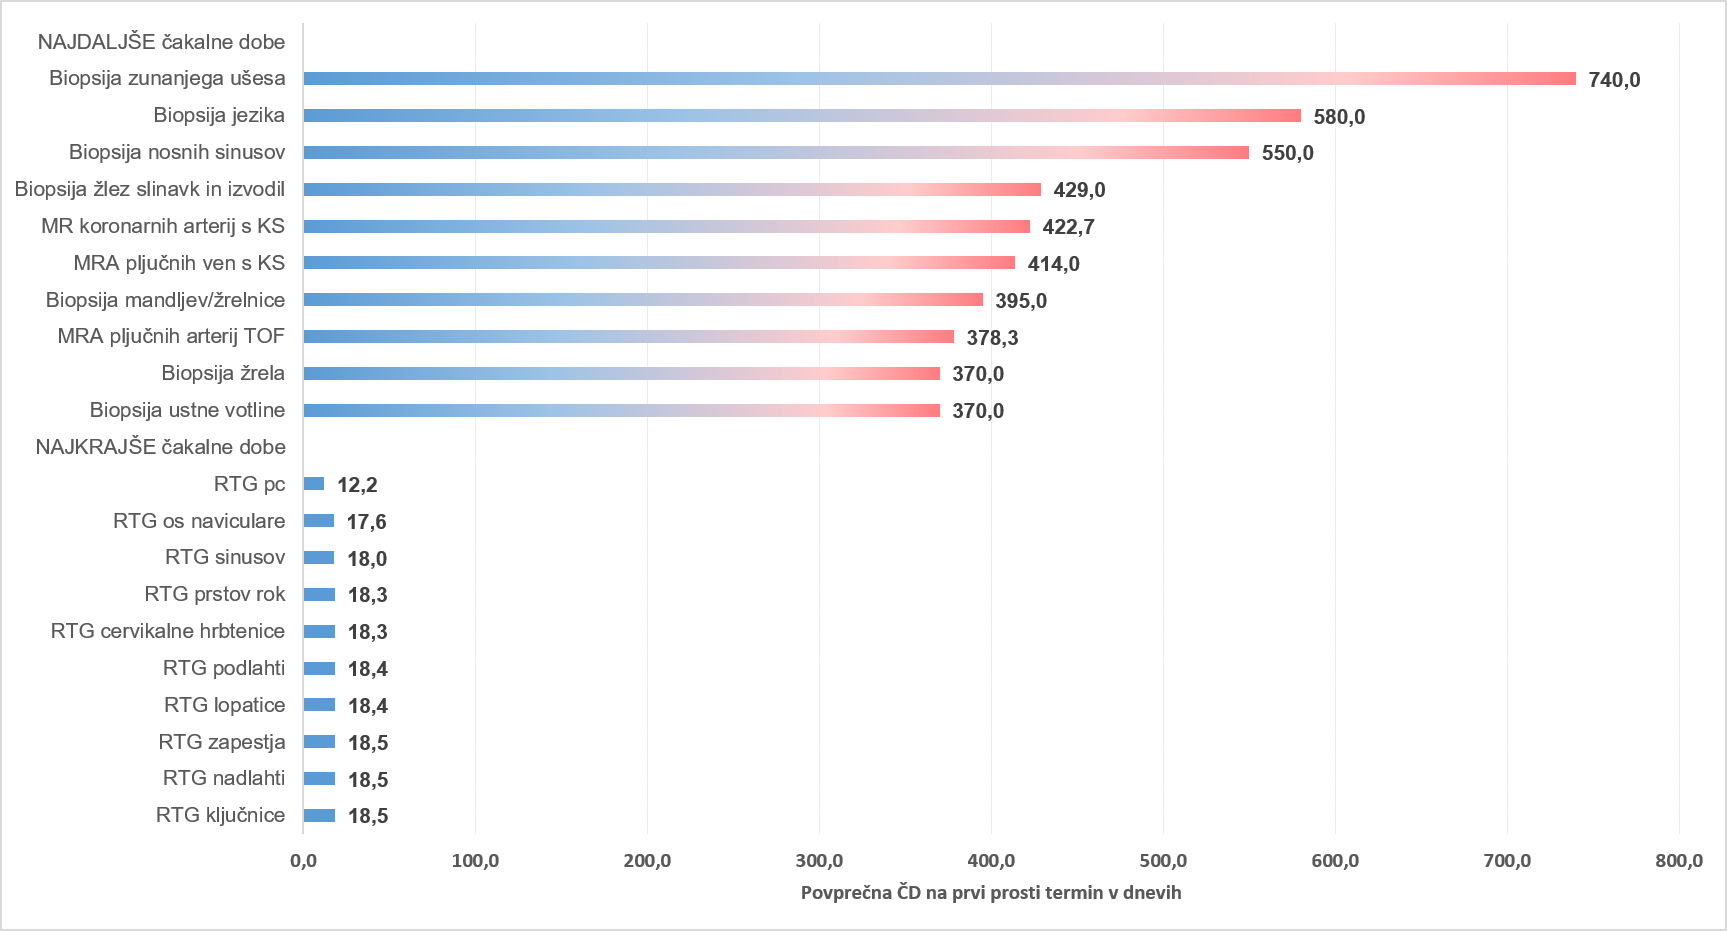 NAJDALJŠE čakalne dobe
Biopsija zunanjega ušesa 740,0
Biopsija jezika 580,0
Biopsija nosnih sinusov 550,0
Biopsija žlez slinavk in izvodil 429,0
MR koronarnih arterij s KS 422,7
MRA pljučnih ven s KS 414,0
Biopsija mandljev/žrelnice 395,0
MRA pljučnih arterij TOF 378,3
Biopsija žrela 370,0
Biopsija ustne votline 370,0
NAJKRAJŠE čakalne dobe
RTG pc 12,2
RTG os naviculare 17,6
RTG sinusov 18,0
RTG prstov rok 18,3
RTG cervikalne hrbtenice 18,3
RTG podlahti 18,4
RTG lopatice 18,4
RTG zapestja 18,5
RTG nadlahti 18,5
RTG ključnice 18,5
0,0 100,0 200,0 300,0 400,0 500,0 600,0 700,0 800,0
Povprečna ČD na prvi prosti termin v dnevih